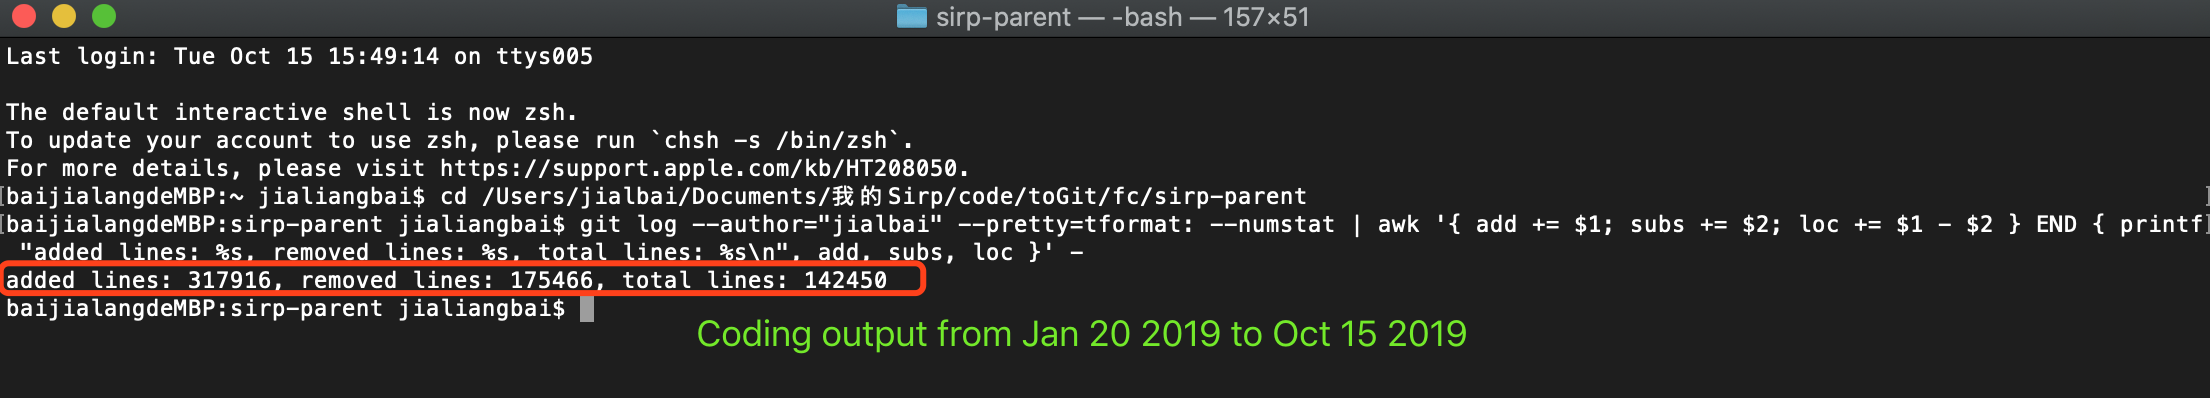 sirp-parent — -bash — 157×51
Last login: Tue Oct 15 15:49:14 on ttys005
The default interactive shell is now zsh.
To update your account to use zsh, please run `chsh -s /bin/zsh`.
For more details, please visit https://support.apple.com/kb/HT208050.
[baijialangdeMBP:~ jialiangbai$ cd /Users/jialbai/Documents/我的Sirp/code/toGit/fc/sirp-parent ]
[baijialangdeMBP:sirp-parent jialiangbai$ git log --author="jialbai" --pretty=tformat: --numstat | awk '{ add += $1; subs += $2; loc += $1 - $2 } END { printf]
"added lines: %s, removed lines: %s, total lines: %s\n", add, subs, loc }' -
added lines: 317916, removed lines: 175466, total lines: 142450
baijialangdeMBP:sirp-parent jialiangbai$
Coding output from Jan 20 2019 to Oct 15 2019